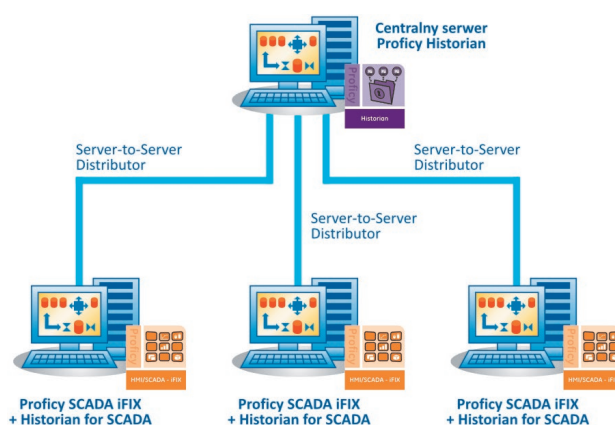 Centralny serwer
Proficy Historian
Proficy
Historian
Server-to-Server
Distributor
Server-to-Server
Distributor
Server-to-Server
Distributor
Proficy
HMI/SCADA - iFIX
Proficy
HMI/SCADA - iFIX
Proficy
HMI/SCADA - iFIX
Proficy SCADA iFIX
+ Historian for SCADA
Proficy SCADA iFIX
+ Historian for SCADA
Proficy SCADA iFIX
+ Historian for SCADA